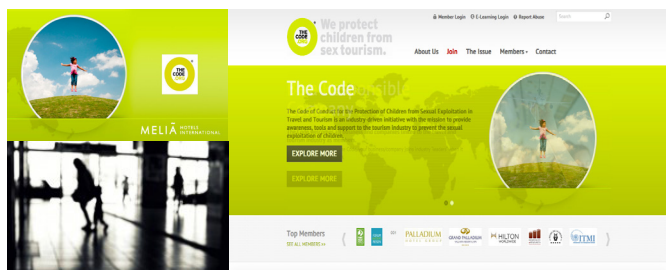 THE
CODE
.ORG
MELIÃ HOTELS
INTERNATIONAL
Member Login E-Learning Login Report Abuse Search
THE
CODE
.ORG
We protect
children from
sex tourism.
About Us Join The Issue Members Contact
The Code
The Code of Conduct for the Protection of Children from Sexual Exploitation in
Travel and Tourism is an industry-driven initiative with the mission to provide
awareness, tools and support to the tourism industry to prevent the sexual
exploitation of children.
EXPLORE MORE
EXPLORE MORE
Top Members
SEE ALL MEMBERS >>
PALLADIUM
HOTEL GROUP
GRAND PALLADIUM
HILTON
WORLDWIDE
ITMI